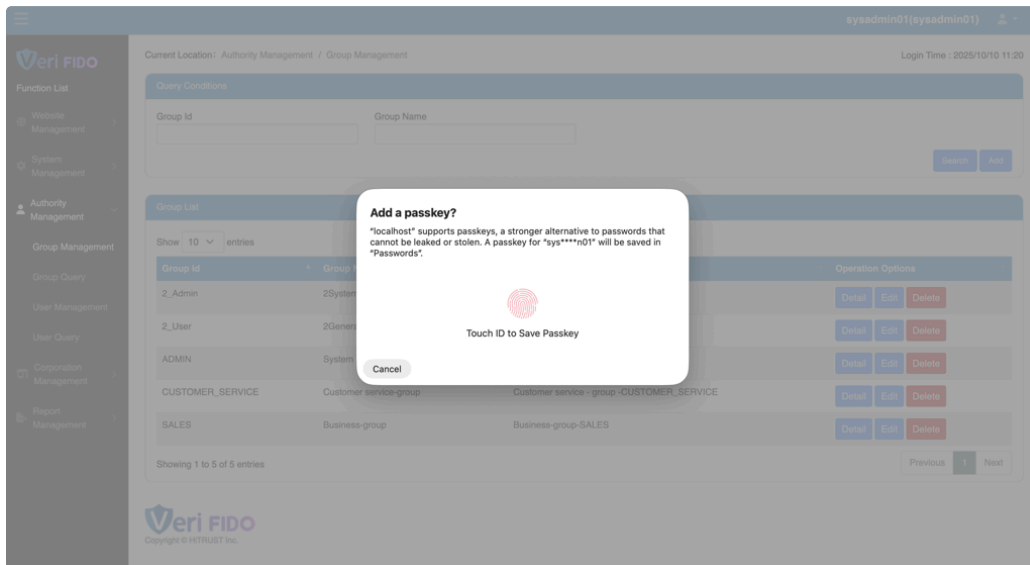 sysadmin01(sysadmin01)
Veri FIDO
Current Location: Authority Management / Group Management
Login Time : 2025/10/10 11:20
Function List
Query Conditions
Website
Management
Group Id
Group Name
System
Management
Search
Add
Authority
Management
Group List
Add a passkey?
"localhost" supports passkeys, a stronger alternative to passwords that
cannot be leaked or stolen. A passkey for "sys****n01" will be saved in
"Passwords".
Touch ID to Save Passkey
Cancel
Show 10 entries
Group Management
Group Id
Group
Operation Options
Group Query
2_Admin
2System
Detail Edit Delete
User Management
2_User
2Genera
Detail Edit Delete
User Query
ADMIN
System
Detail Edit Delete
Corporation
Management
CUSTOMER_SERVICE
Customer service-group
Customer service - group -CUSTOMER_SERVICE
Detail Edit Delete
Report
Management
SALES
Business-group
Business-group-SALES
Detail Edit Delete
Showing 1 to 5 of 5 entries
Previous 1 Next
Veri FIDO
Copyright © HiTRUST Inc.